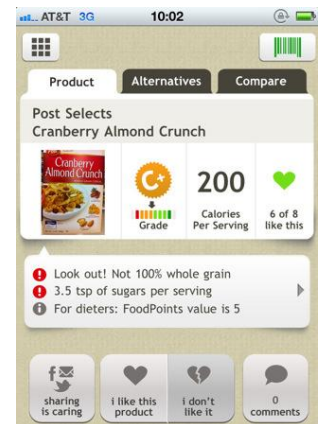 AT&T 3G 10:02
Product Alternatives Compare
Post Selects
Cranberry Almond Crunch
Cranberry
Almond Crunch
C+
200
Grade
Calories
Per Serving
6 of 8
like this
Look out! Not 100% whole grain
3.5 tsp of sugars per serving
For dieters: FoodPoints value is 5
sharing
is caring
i like this
product
i don't
like it
0
comments